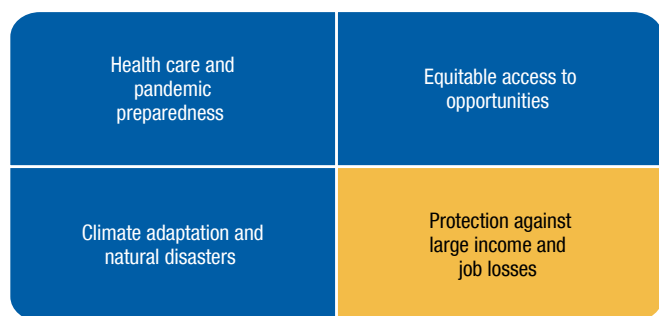 Health care and
pandemic
preparedness
Equitable access to
opportunities
Climate adaptation and
natural disasters
Protection against
large income and
job losses